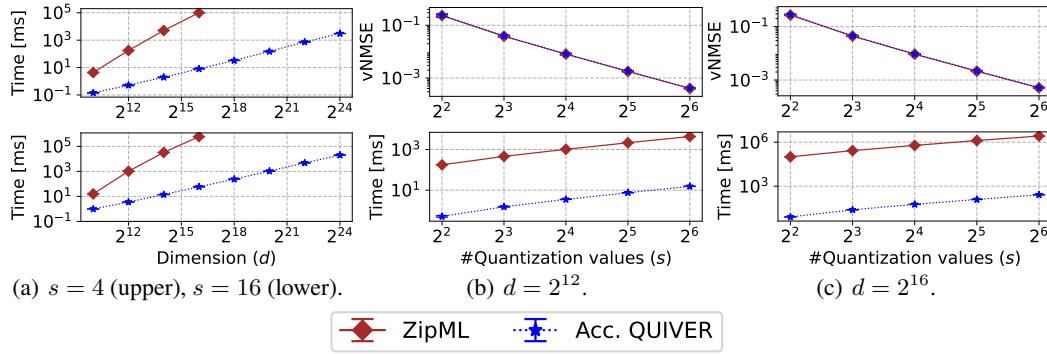 Time [ms]
10^5
10^3
10^1
10^-1
2^12 2^15 2^18 2^21 2^24
Time [ms]
10^5
10^3
10^1
10^-1
2^12 2^15 2^18 2^21 2^24
Dimension (d)
(a) s = 4 (upper), s = 16 (lower).
vNMSE
10^-1
10^-3
2^2 2^3 2^4 2^5 2^6
Time [ms]
10^3
10^1
2^2 2^3 2^4 2^5 2^6
#Quantization values (s)
(b) d = 2^12.
vNMSE
10^-1
10^-3
2^2 2^3 2^4 2^5 2^6
Time [ms]
10^6
10^3
2^2 2^3 2^4 2^5 2^6
#Quantization values (s)
(c) d = 2^16.
ZipML Acc. QUIVER